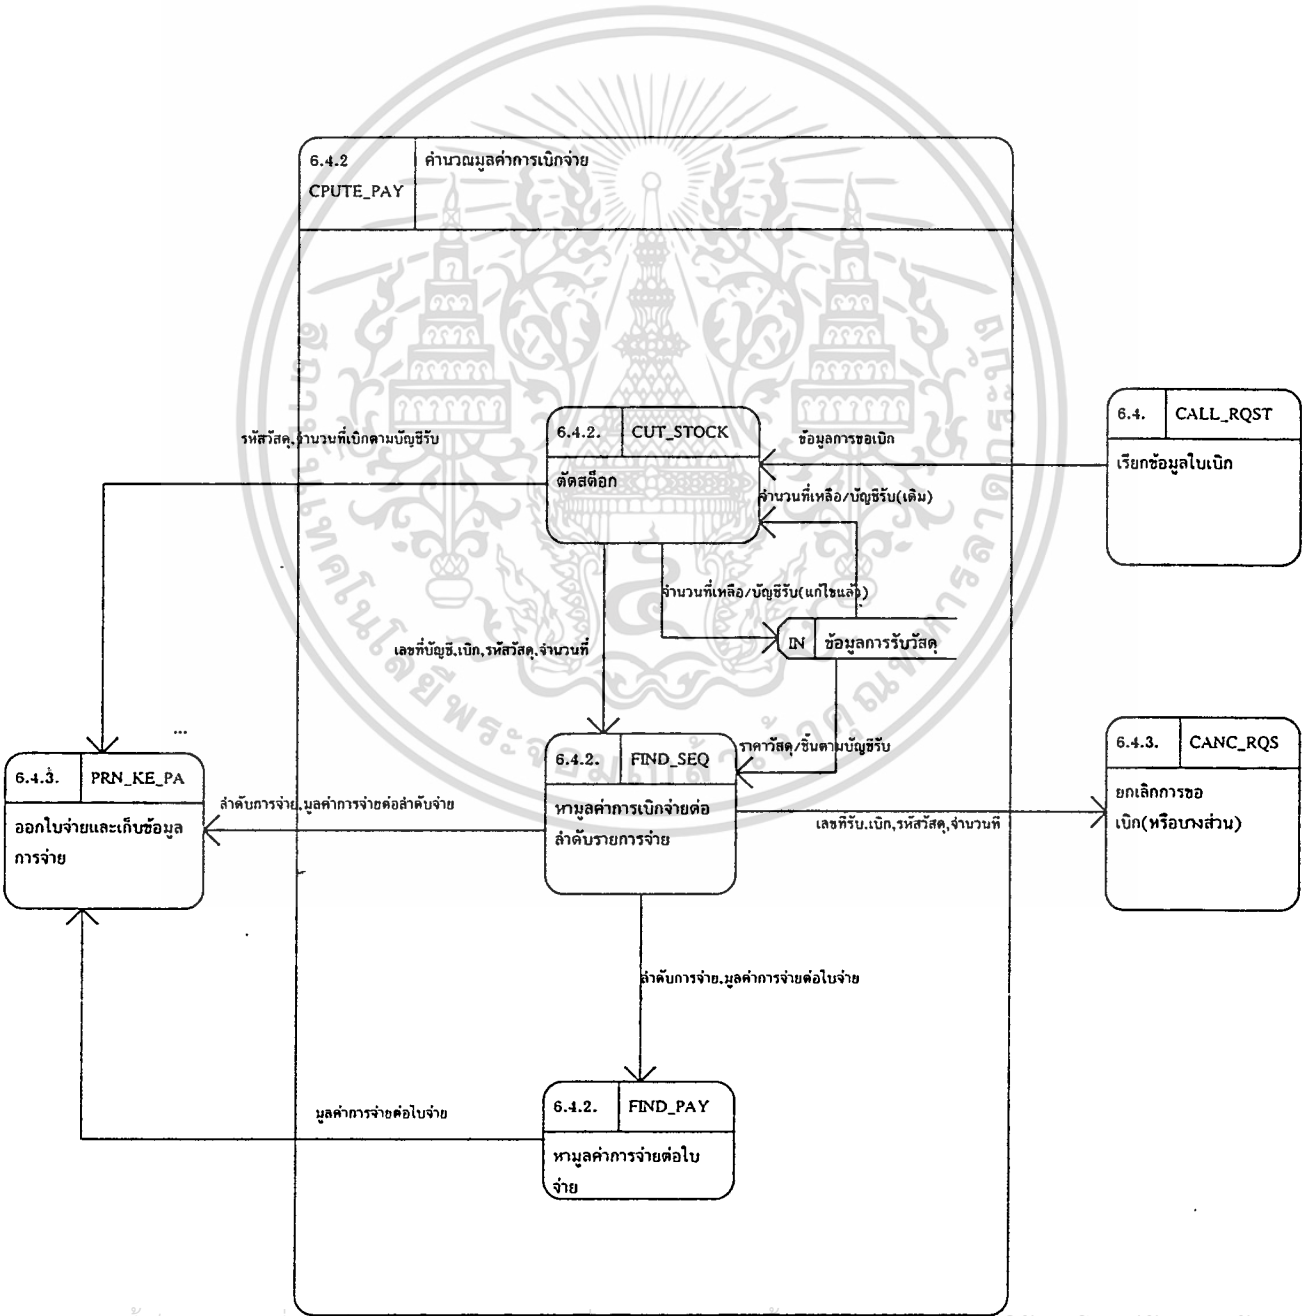 6.4.2
คำนวณมูลค่าการเบิกจ่าย
CPUTE_PAY
6.4.2.
CUT_STOCK
ตัดสต็อก
6.4.
CALL_RQST
เรียกข้อมูลใบเบิก
รหัสวัสดุ,จำนวนที่เบิกตามบัญชีรับ
ข้อมูลการขอเบิก
จำนวนที่เหลือ/บัญชีรับ(เดิม)
จำนวนที่เหลือ/บัญชีรับ(แก้ไขแล้ว)
IN
ข้อมูลการรับวัสดุ
เลขที่บัญชี,เบิก,รหัสวัสดุ,จำนวนที่
...
6.4.3.
PRN_KE_PA
ออกใบจ่ายและเก็บข้อมูล
การจ่าย
ลำดับการจ่าย,มูลค่าการจ่ายต่อลำดับจ่าย
6.4.2.
FIND_SEQ
หามูลค่าการเบิกจ่ายต่อ
ลำดับรายการจ่าย
ราคาวัสดุ/ชิ้นตามบัญชีรับ
เลขที่รับ,เบิก,รหัสวัสดุ,จำนวนที่
6.4.3.
CANC_RQS
ยกเลิกการขอ
เบิก(หรือบางส่วน)
ลำดับการจ่าย,มูลค่าการจ่ายต่อใบจ่าย
มูลค่าการจ่ายต่อใบจ่าย
6.4.2.
FIND_PAY
หามูลค่าการจ่ายต่อใบ
จ่าย